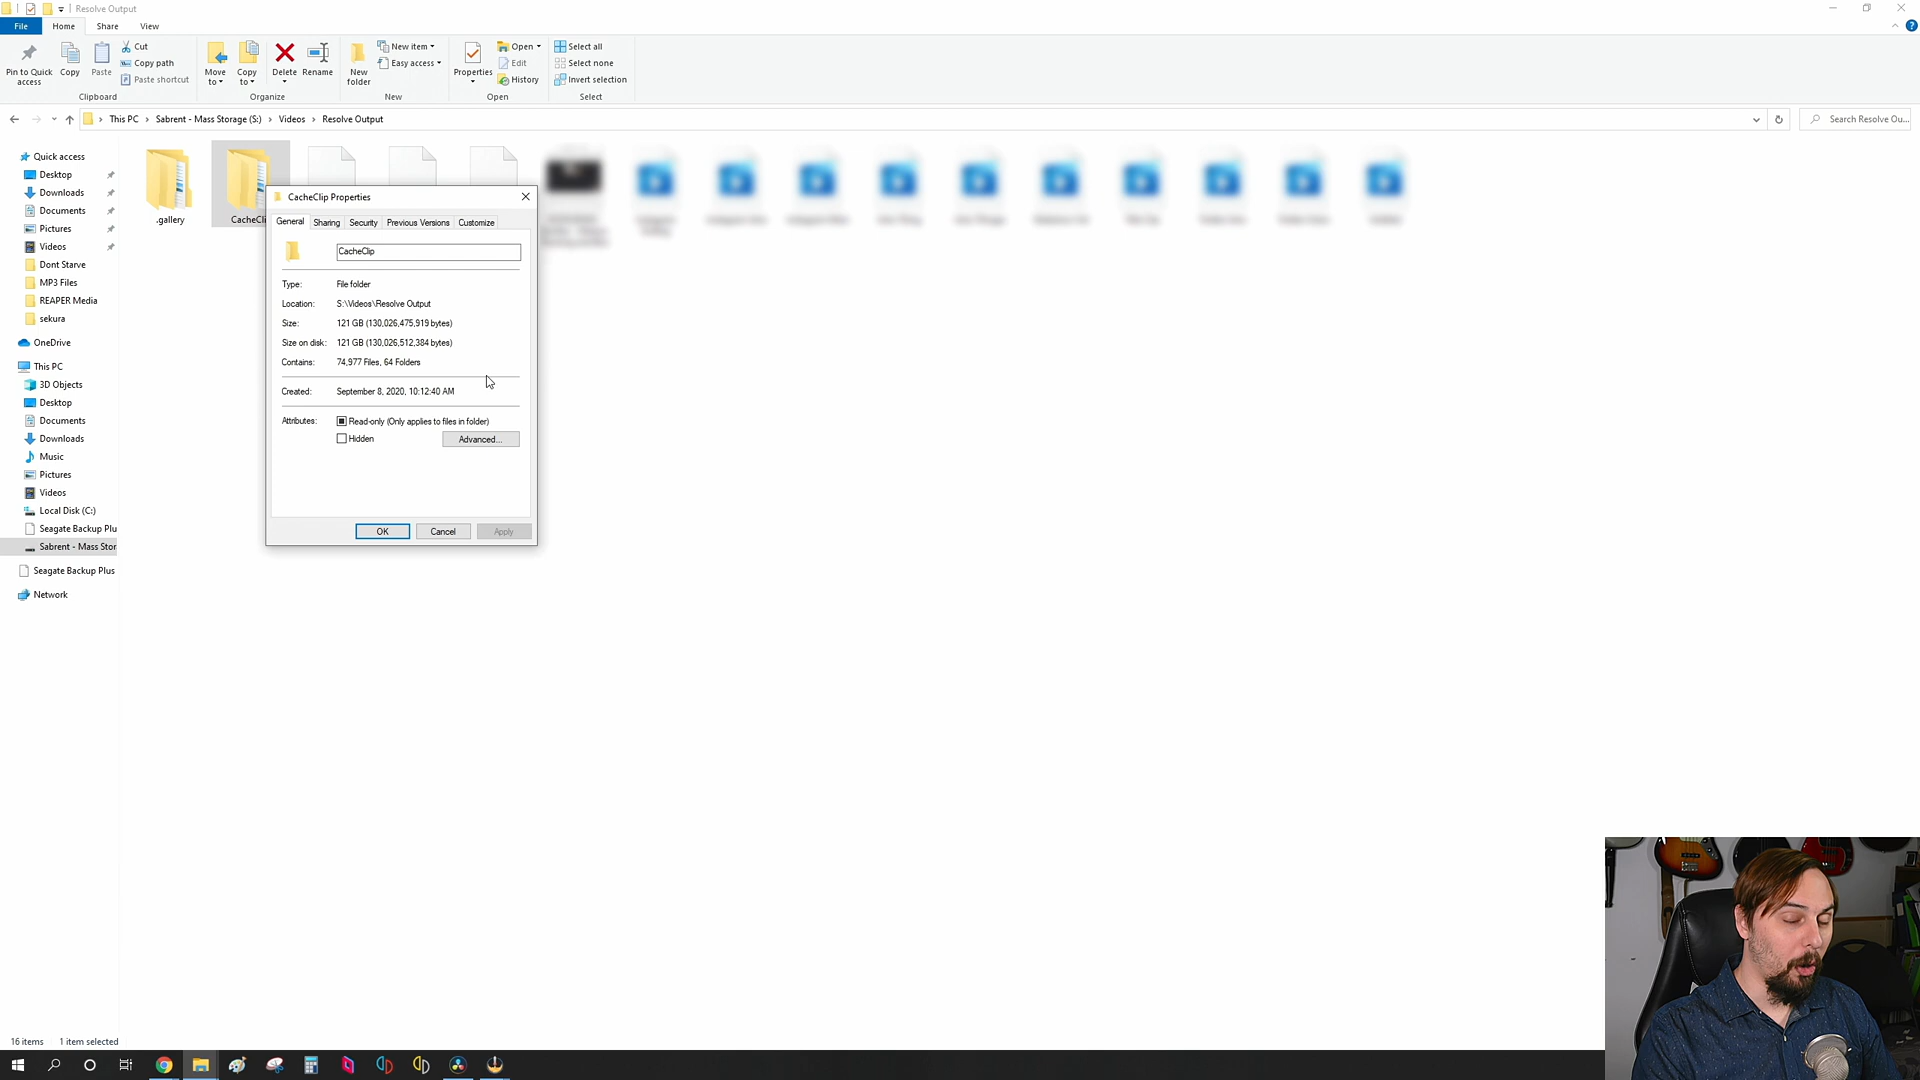 Resolve Output
File
Home
Share
View
Pin to Quick access
Copy
Paste
Cut
Copy path
Paste shortcut
Clipboard
Move to
Copy to
Delete
Rename
Organize
New folder
New item
Easy access
New
Properties
Open
Edit
History
Open
Select all
Select none
Invert selection
Select
This PC
Sabrent - Mass Storage (S:)
Videos
Resolve Output
Search Resolve Ou...
Quick access
Desktop
Downloads
Documents
Pictures
Videos
Dont Starve
MP3 Files
REAPER Media
sekura
OneDrive
This PC
3D Objects
Desktop
Documents
Downloads
Music
Pictures
Videos
Local Disk (C:)
Seagate Backup Plu
Sabrent - Mass Stor
Seagate Backup Plus
Network
.gallery
CacheCli
CacheClip Properties
General
Sharing
Security
Previous Versions
Customize
CacheClip
Type: File folder
Location: S:\Videos\Resolve Output
Size: 121 GB (130,026,475,919 bytes)
Size on disk: 121 GB (130,026,512,384 bytes)
Contains: 74,977 Files, 64 Folders
Created: September 8, 2020, 10:12:40 AM
Attributes: Read-only (Only applies to files in folder)
Hidden
Advanced...
OK
Cancel
Apply
16 items
1 item selected